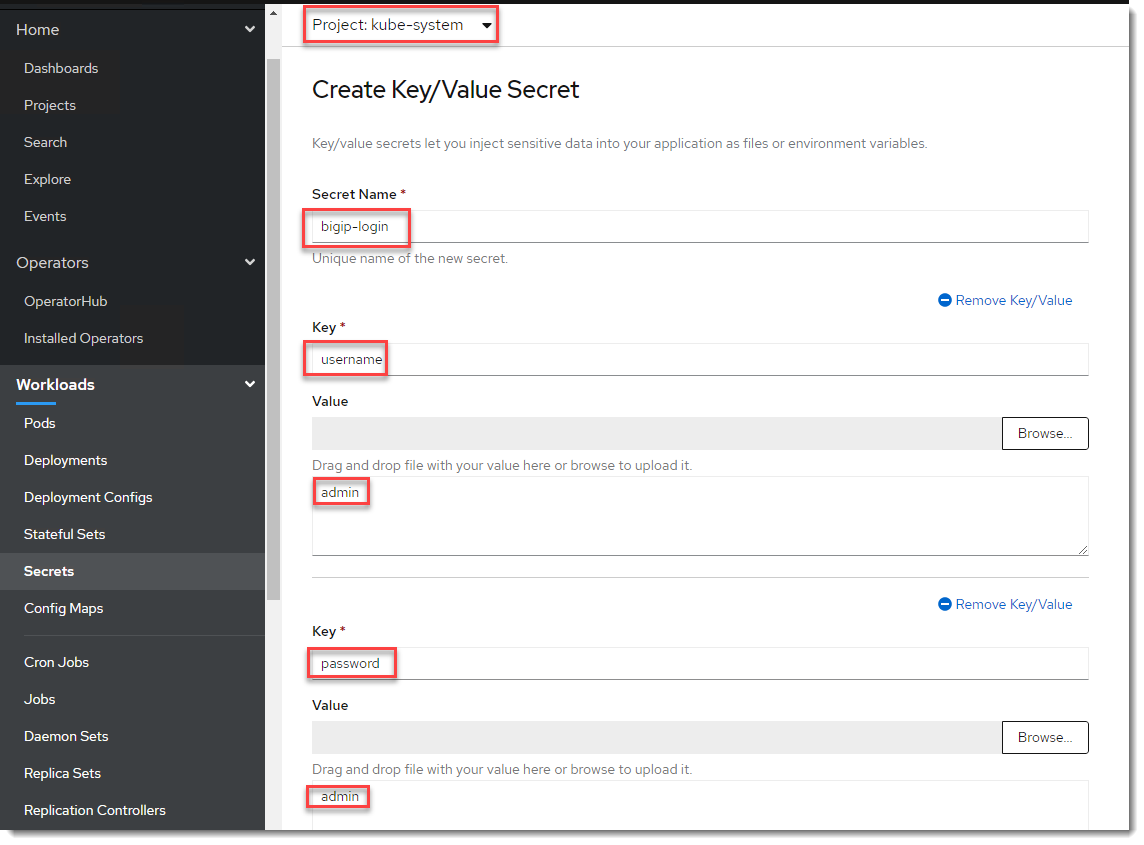 Home
Dashboards
Projects
Search
Explore
Events
Operators
OperatorHub
Installed Operators
Workloads
Pods
Deployments
Deployment Configs
Stateful Sets
Secrets
Config Maps
Cron Jobs
Jobs
Daemon Sets
Replica Sets
Replication Controllers
Project: kube-system
Create Key/Value Secret
Key/value secrets let you inject sensitive data into your application as files or environment variables.
Secret Name *
bigip-login
Unique name of the new secret.
Remove Key/Value
Key *
username
Value
Browse...
Drag and drop file with your value here or browse to upload it.
admin
Remove Key/Value
Key *
password
Value
Browse...
Drag and drop file with your value here or browse to upload it.
admin